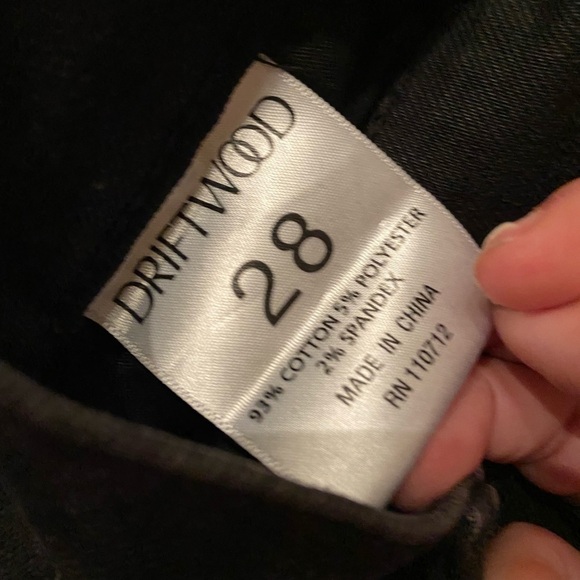 DRIFTWOOD
28
93% COTTON 5% POLYESTER
2% SPANDEX
MADE IN CHINA
RN 110712